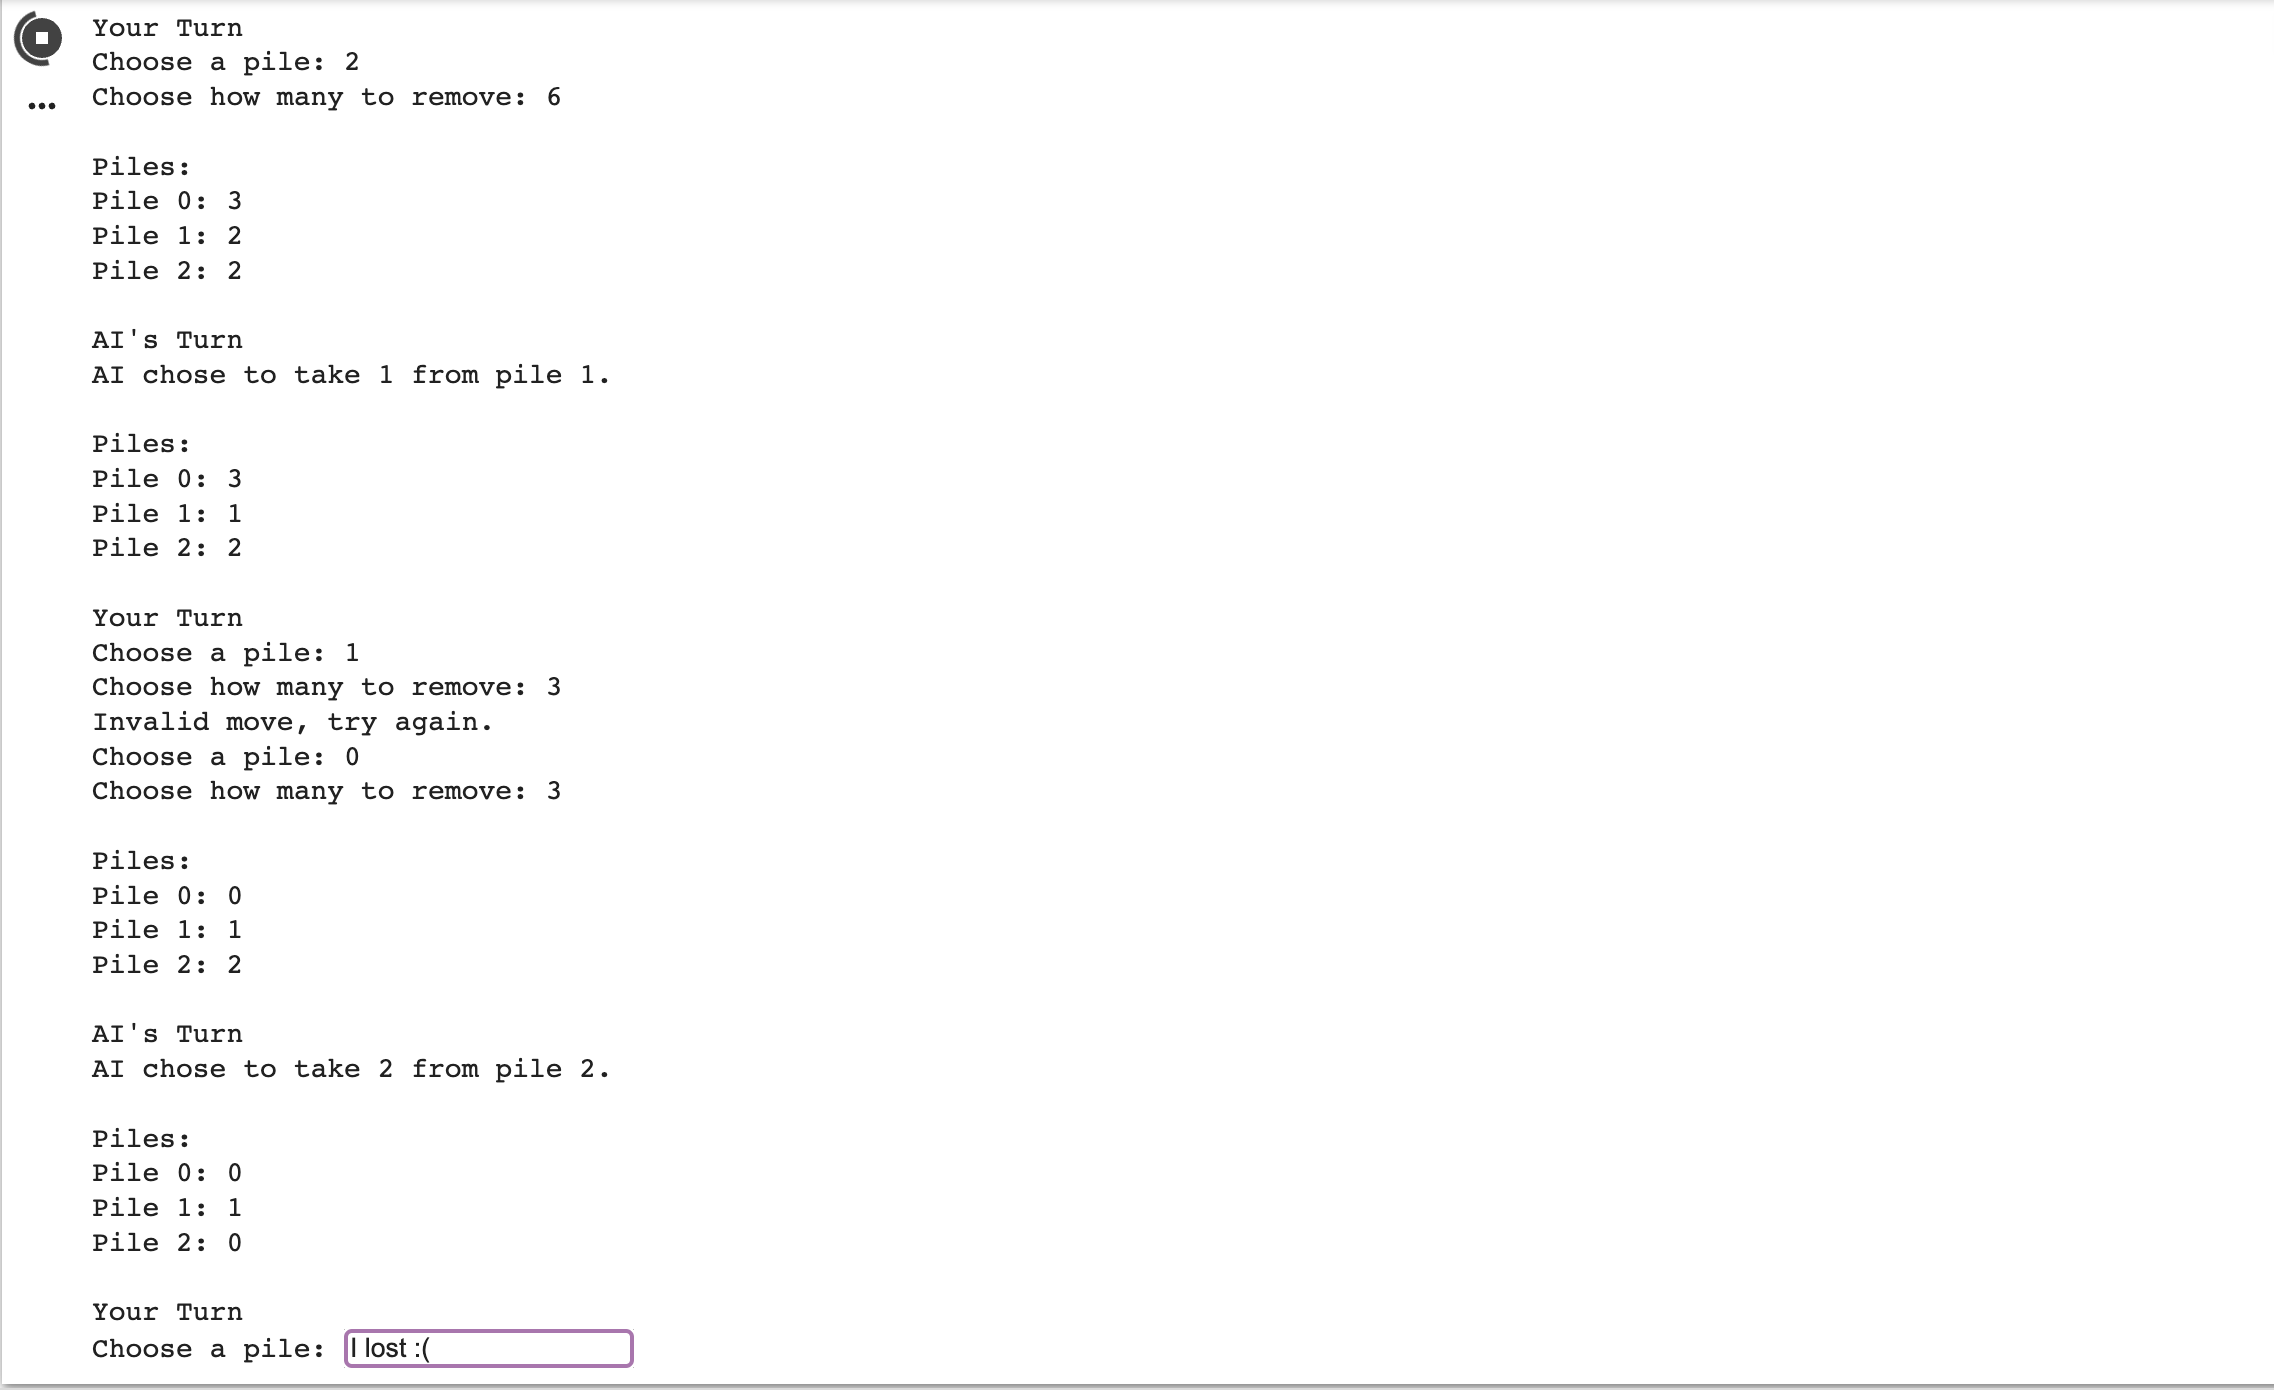 Your Turn
Choose a pile: 2
Choose how many to remove: 6
Piles:
Pile 0: 3
Pile 1: 2
Pile 2: 2
AI's Turn
AI chose to take 1 from pile 1.
Piles:
Pile 0: 3
Pile 1: 1
Pile 2: 2
Your Turn
Choose a pile: 1
Choose how many to remove: 3
Invalid move, try again.
Choose a pile: 0
Choose how many to remove: 3
Piles:
Pile 0: 0
Pile 1: 1
Pile 2: 2
AI's Turn
AI chose to take 2 from pile 2.
Piles:
Pile 0: 0
Pile 1: 1
Pile 2: 0
Your Turn
Choose a pile: I lost :(